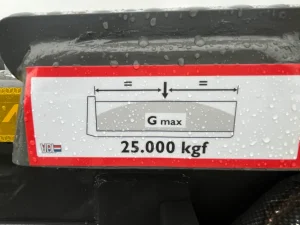 = =
G max
25.000 kgf